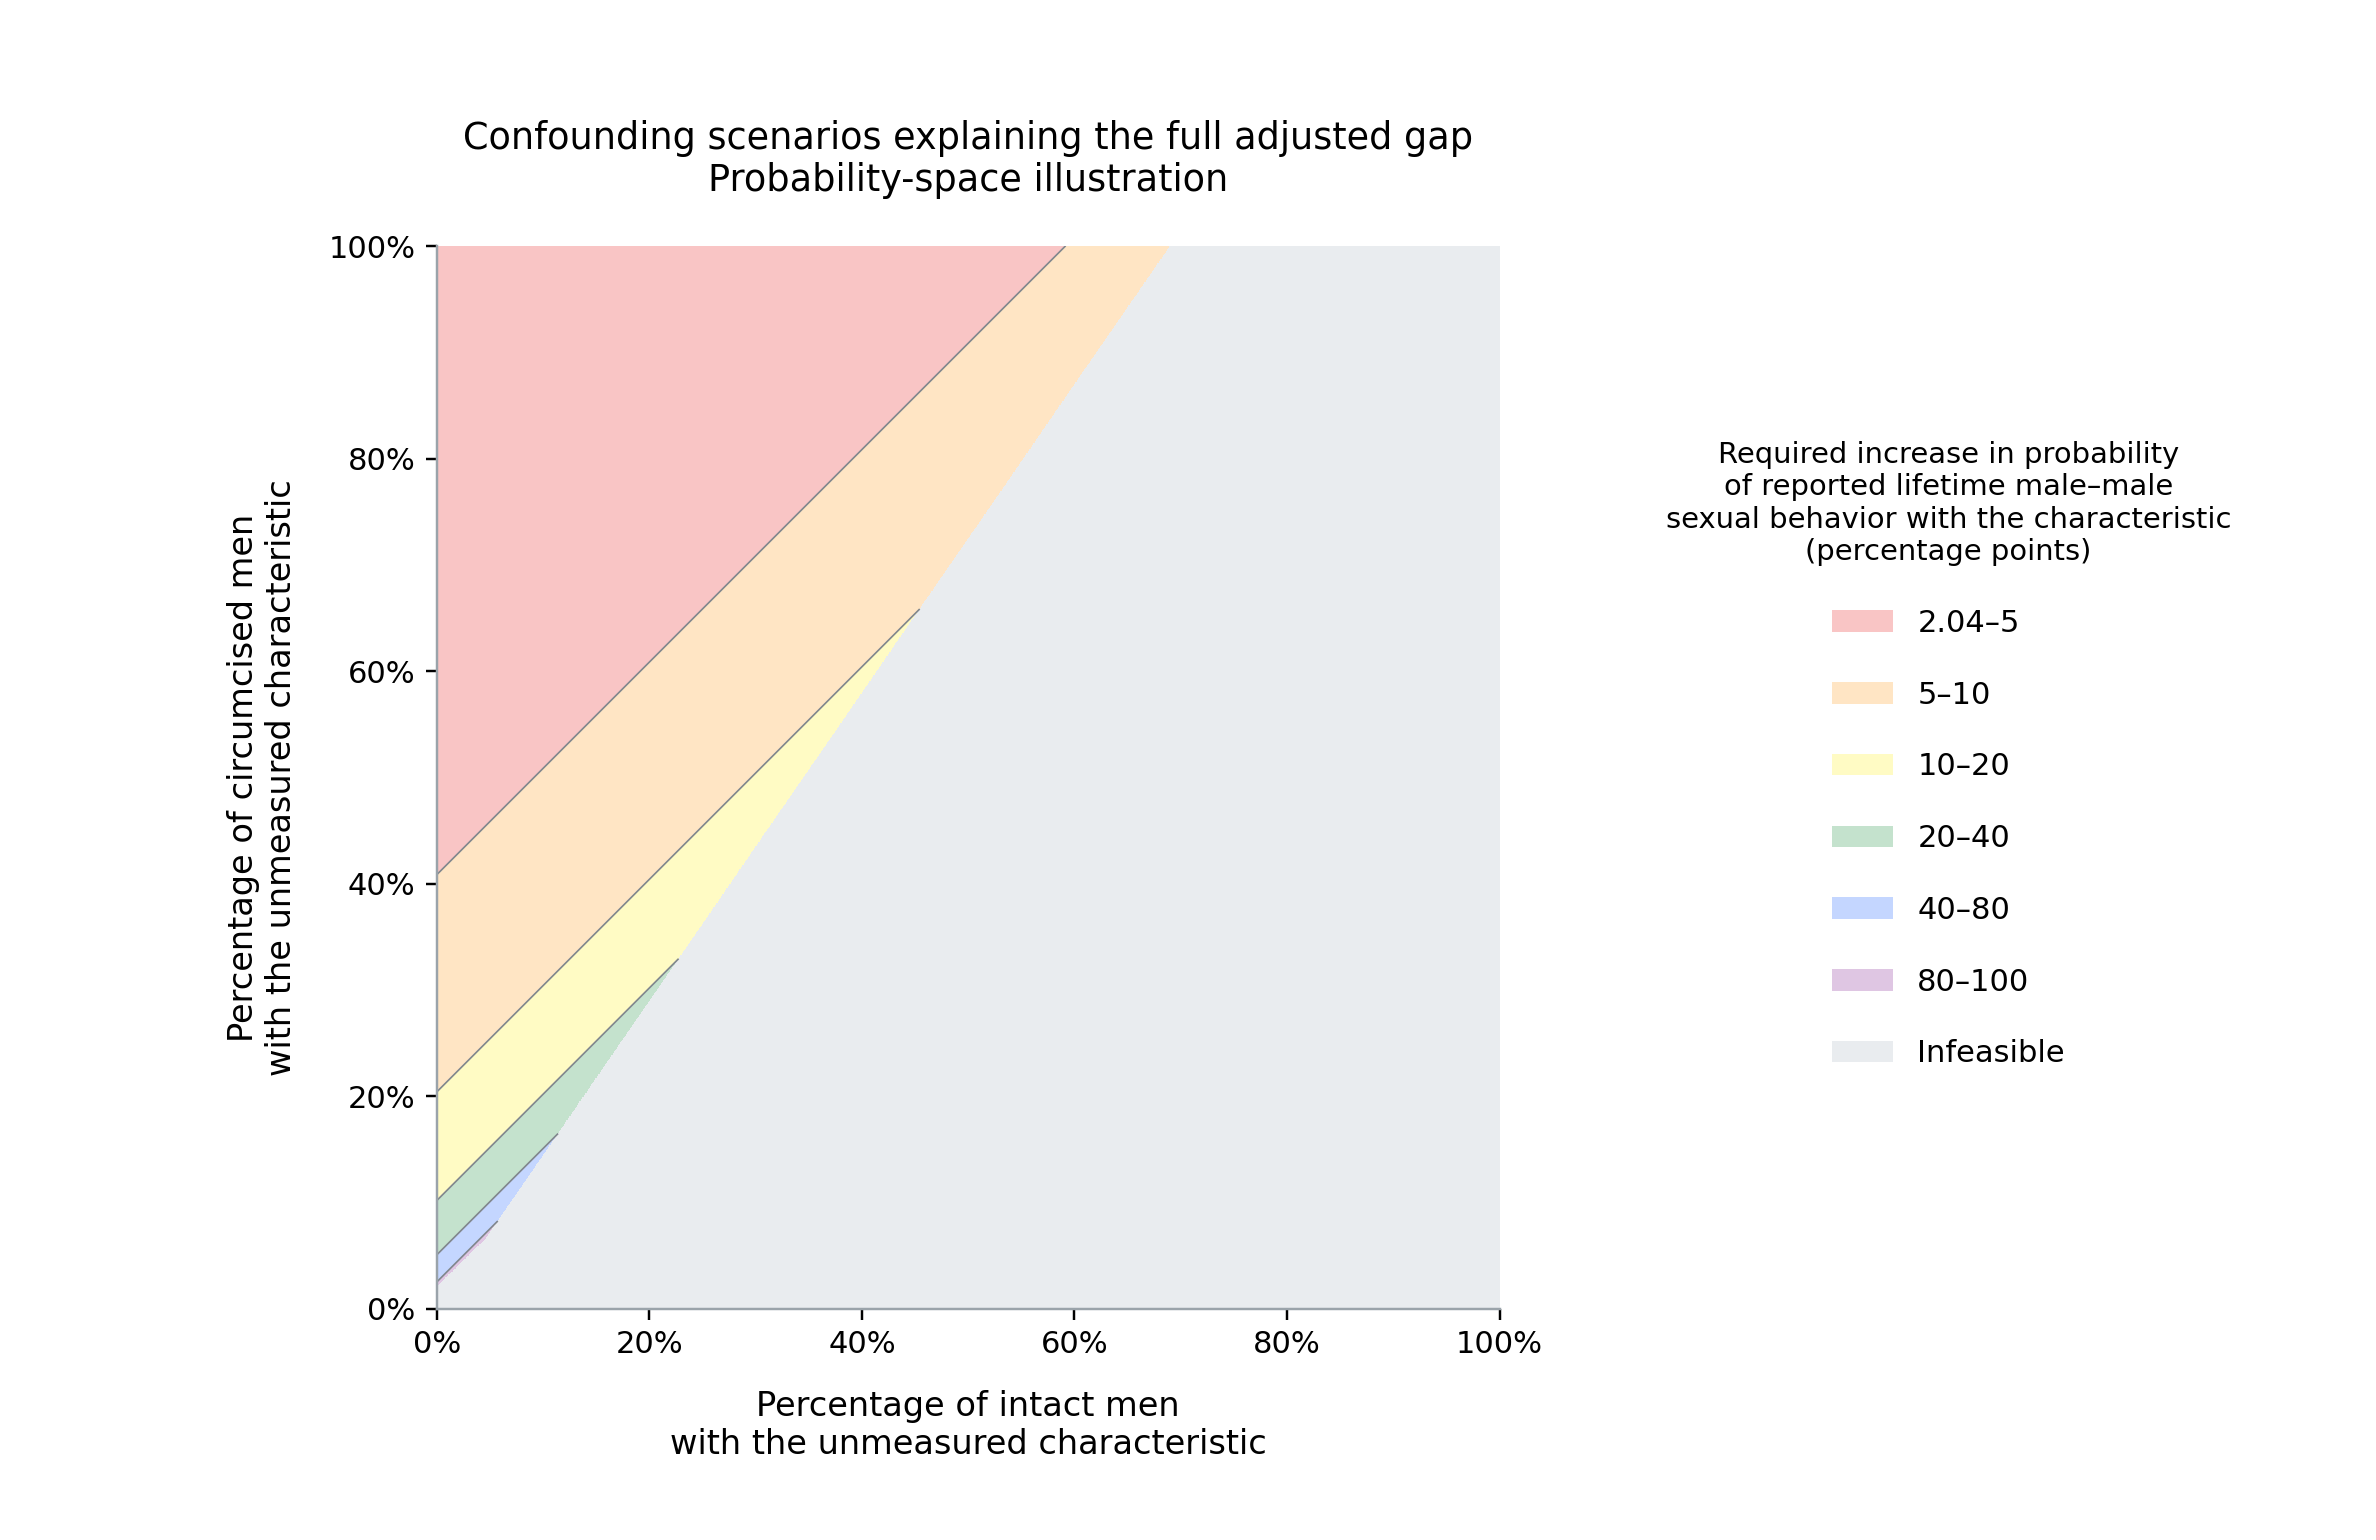 Confounding scenarios explaining the full adjusted gap
Probability-space illustration
100%
80%
60%
40%
20%
0%
Percentage of circumcised men
with the unmeasured characteristic
0%
20%
40%
60%
80%
100%
Percentage of intact men
with the unmeasured characteristic
Required increase in probability
of reported lifetime male–male
sexual behavior with the characteristic
(percentage points)
2.04–5
5–10
10–20
20–40
40–80
80–100
Infeasible